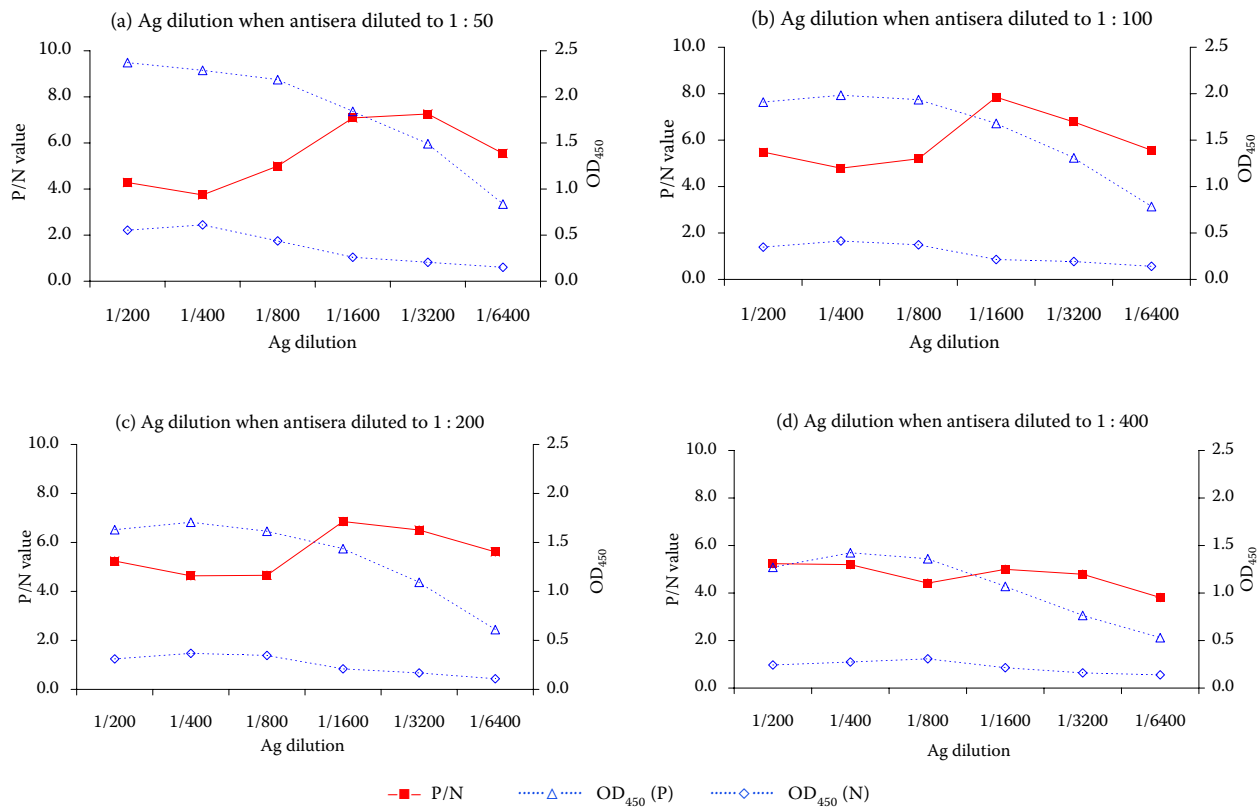 (a) Ag dilution when antisera diluted to 1 : 50
10.0
8.0
6.0
4.0
2.0
0.0
P/N value
2.5
2.0
1.5
1.0
0.5
0.0
OD450
1/200 1/400 1/800 1/1600 1/3200 1/6400
Ag dilution
(b) Ag dilution when antisera diluted to 1 : 100
10.0
8.0
6.0
4.0
2.0
0.0
P/N value
2.5
2.0
1.5
1.0
0.5
0.0
OD450
1/200 1/400 1/800 1/1600 1/3200 1/6400
Ag dilution
(c) Ag dilution when antisera diluted to 1 : 200
10.0
8.0
6.0
4.0
2.0
0.0
P/N value
2.5
2.0
1.5
1.0
0.5
0.0
OD450
1/200 1/400 1/800 1/1600 1/3200 1/6400
Ag dilution
(d) Ag dilution when antisera diluted to 1 : 400
10.0
8.0
6.0
4.0
2.0
0.0
P/N value
2.5
2.0
1.5
1.0
0.5
0.0
OD450
1/200 1/400 1/800 1/1600 1/3200 1/6400
Ag dilution
P/N OD450 (P) OD450 (N)